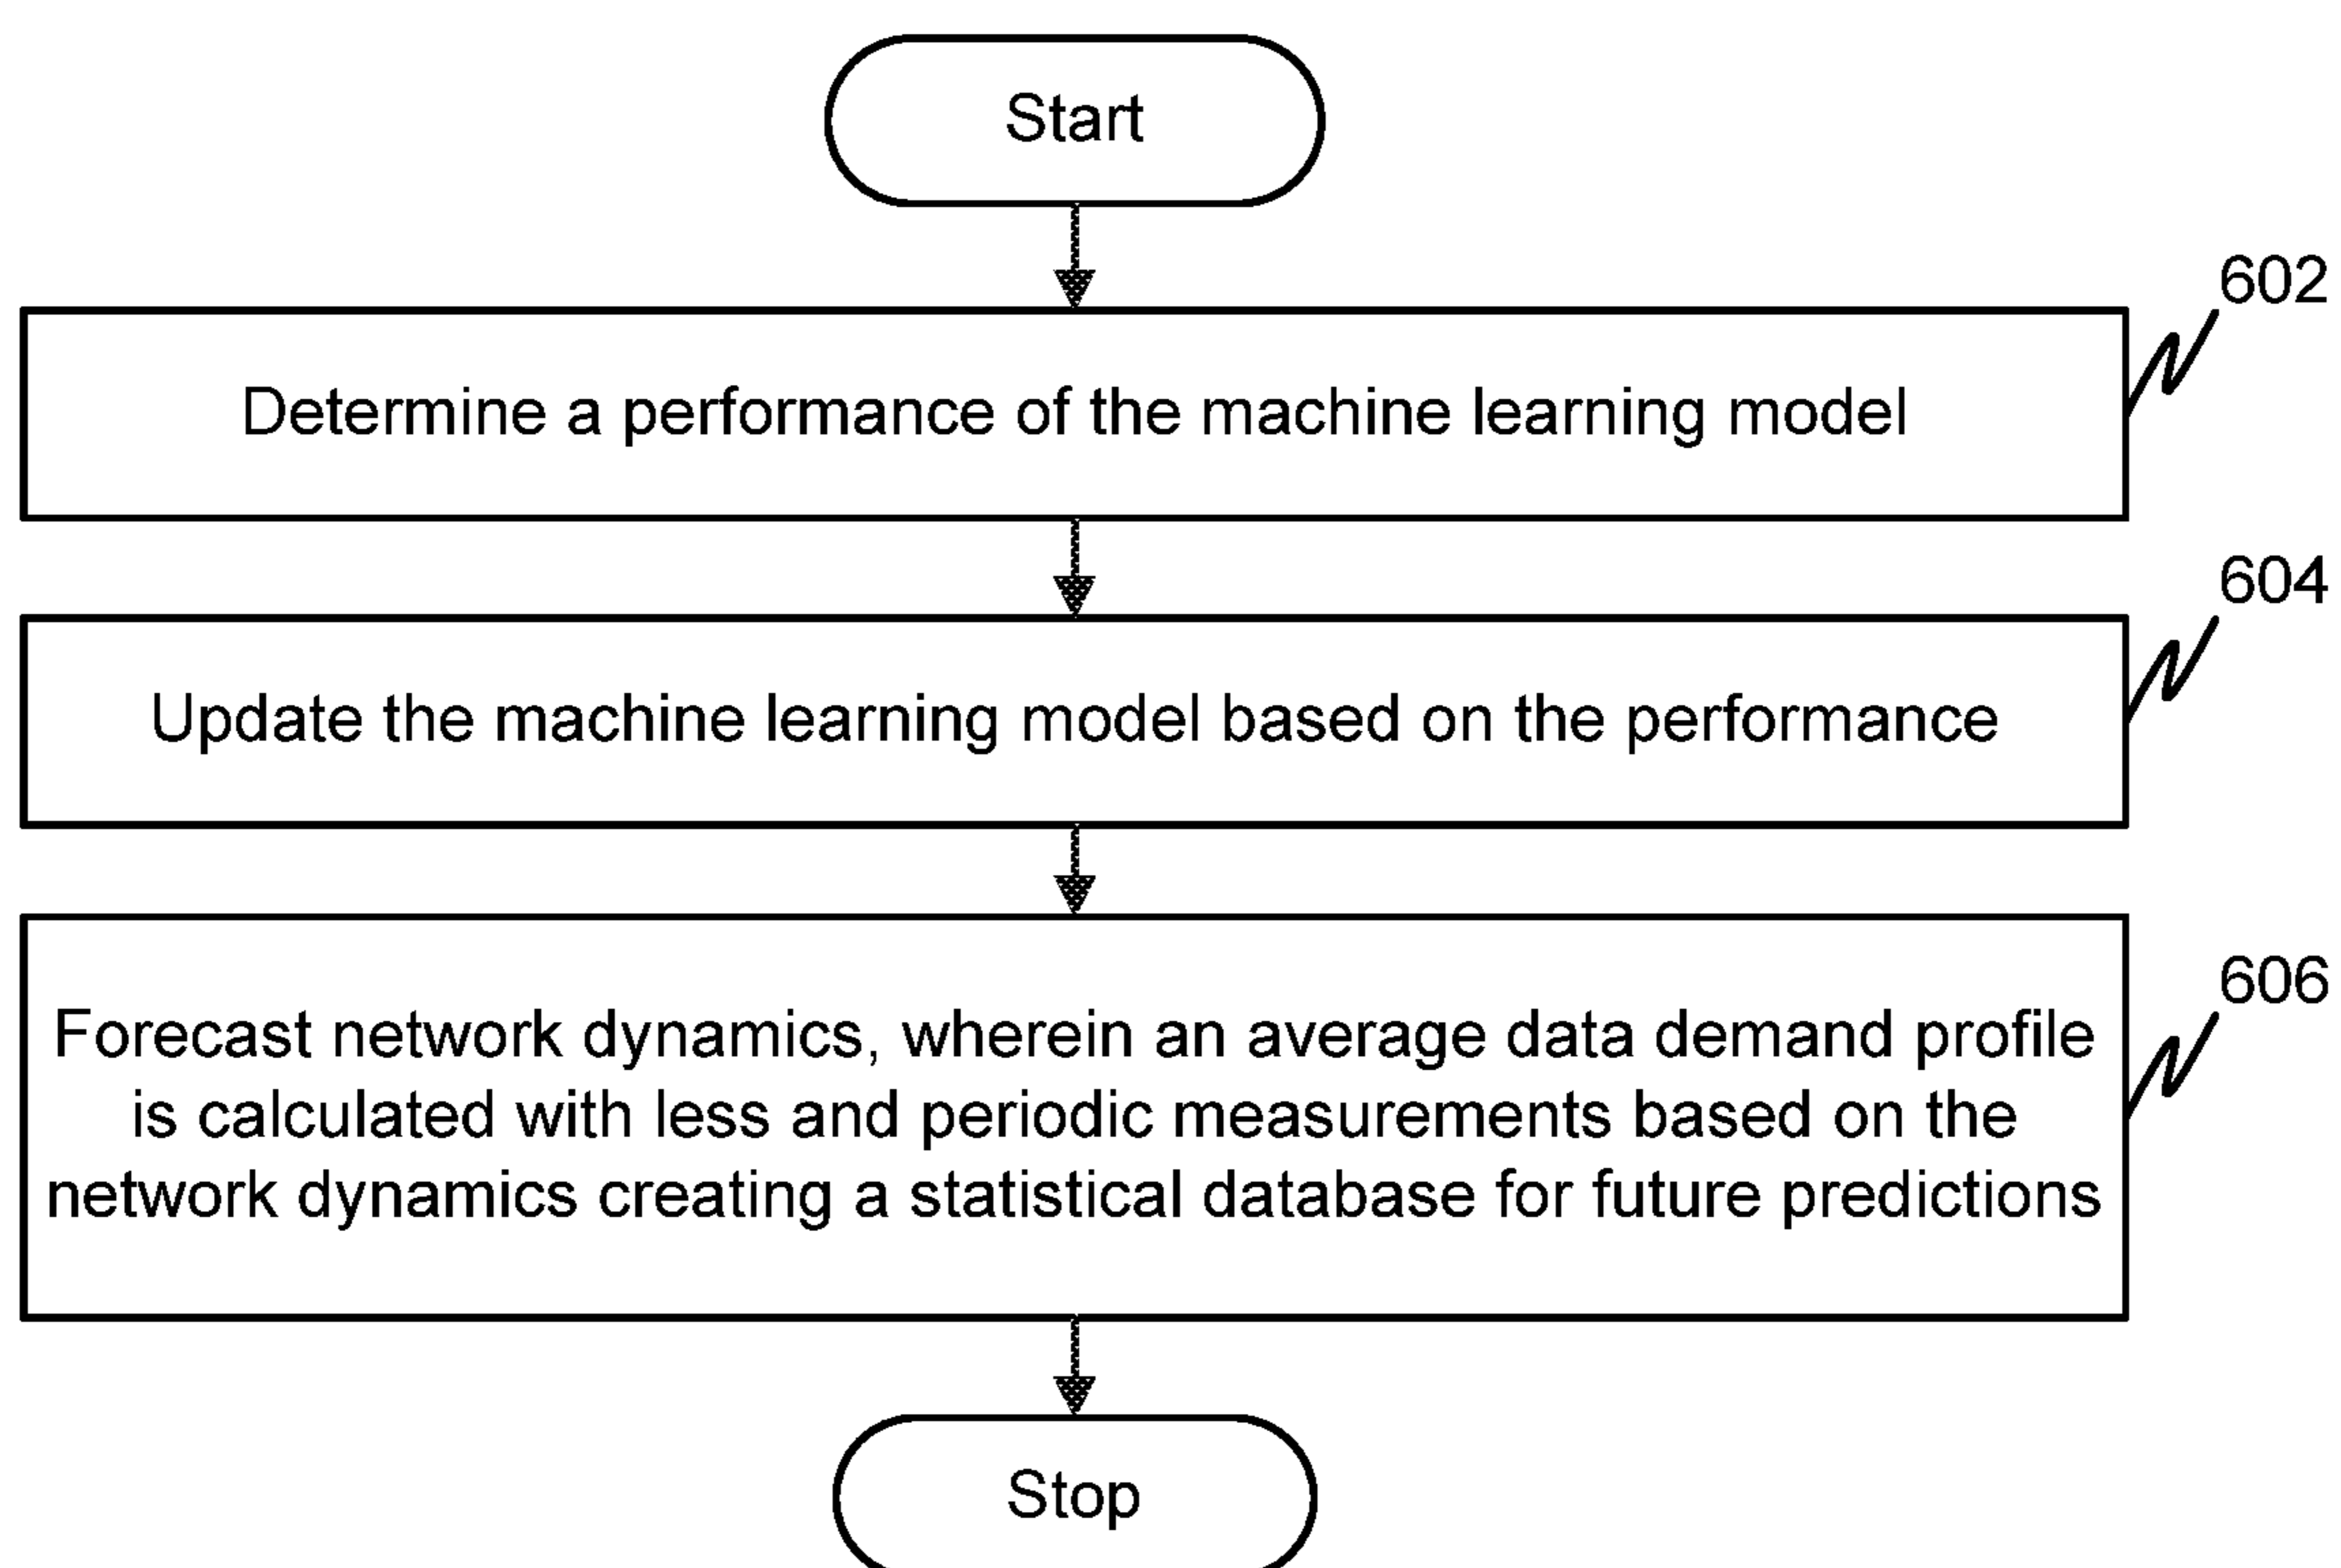 Start
602
Determine a performance of the machine learning model
604
Update the machine learning model based on the performance
606
Forecast network dynamics, wherein an average data demand profile
is calculated with less and periodic measurements based on the
network dynamics creating a statistical database for future predictions
Stop